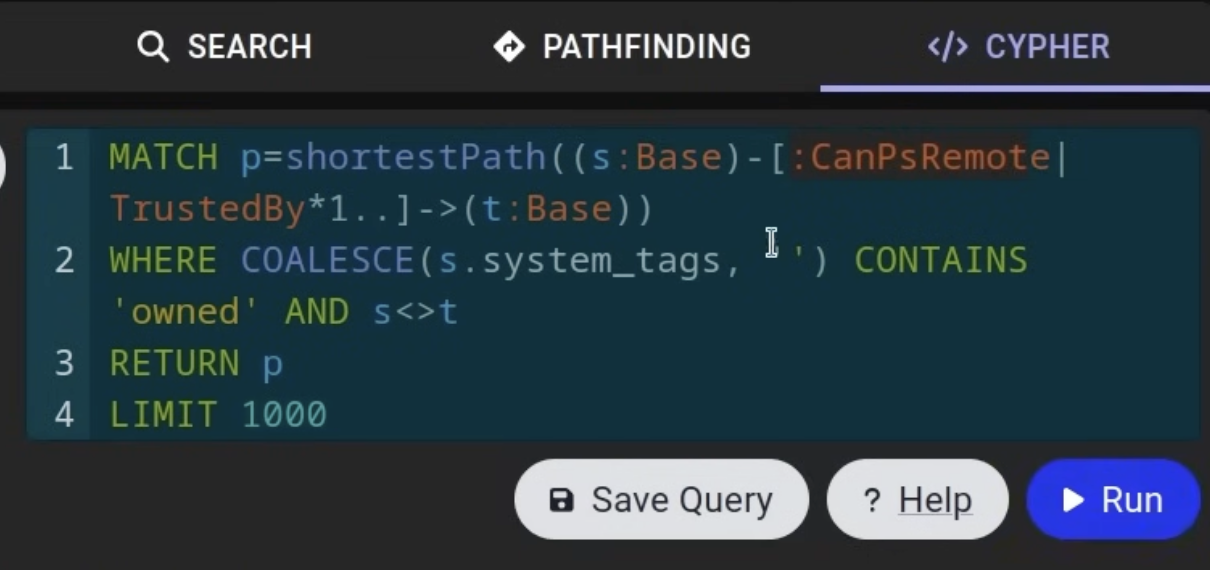 SEARCH PATHFINDING </> CYPHER
1 MATCH p=shortestPath((s:Base)-[:CanPsRemote|
TrustedBy*1..]->(t:Base))
2 WHERE COALESCE(s.system_tags, '') CONTAINS
'owned' AND s<>t
3 RETURN p
4 LIMIT 1000
Save Query ? Help Run